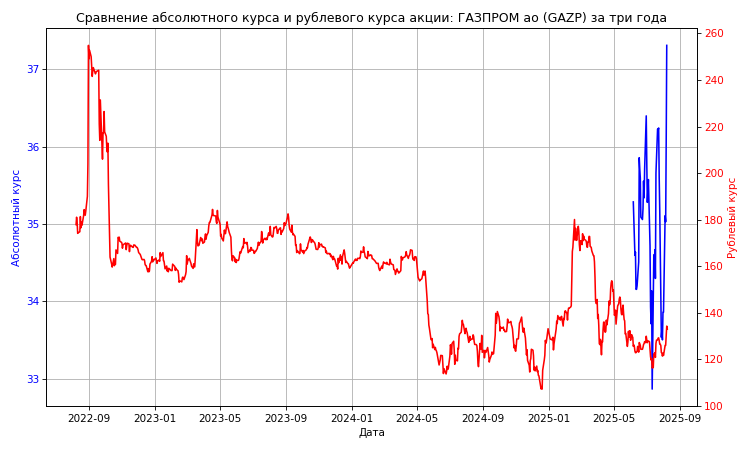 Сравнение абсолютного курса и рублевого курса акции: ГАЗПРОМ ао (GAZP) за три года
37
36
35
34
33
Абсолютный курс
260
240
220
200
180
160
140
120
100
Рублевый курс
2022-09 2023-01 2023-05 2023-09 2024-01 2024-05 2024-09 2025-01 2025-05 2025-09
Дата